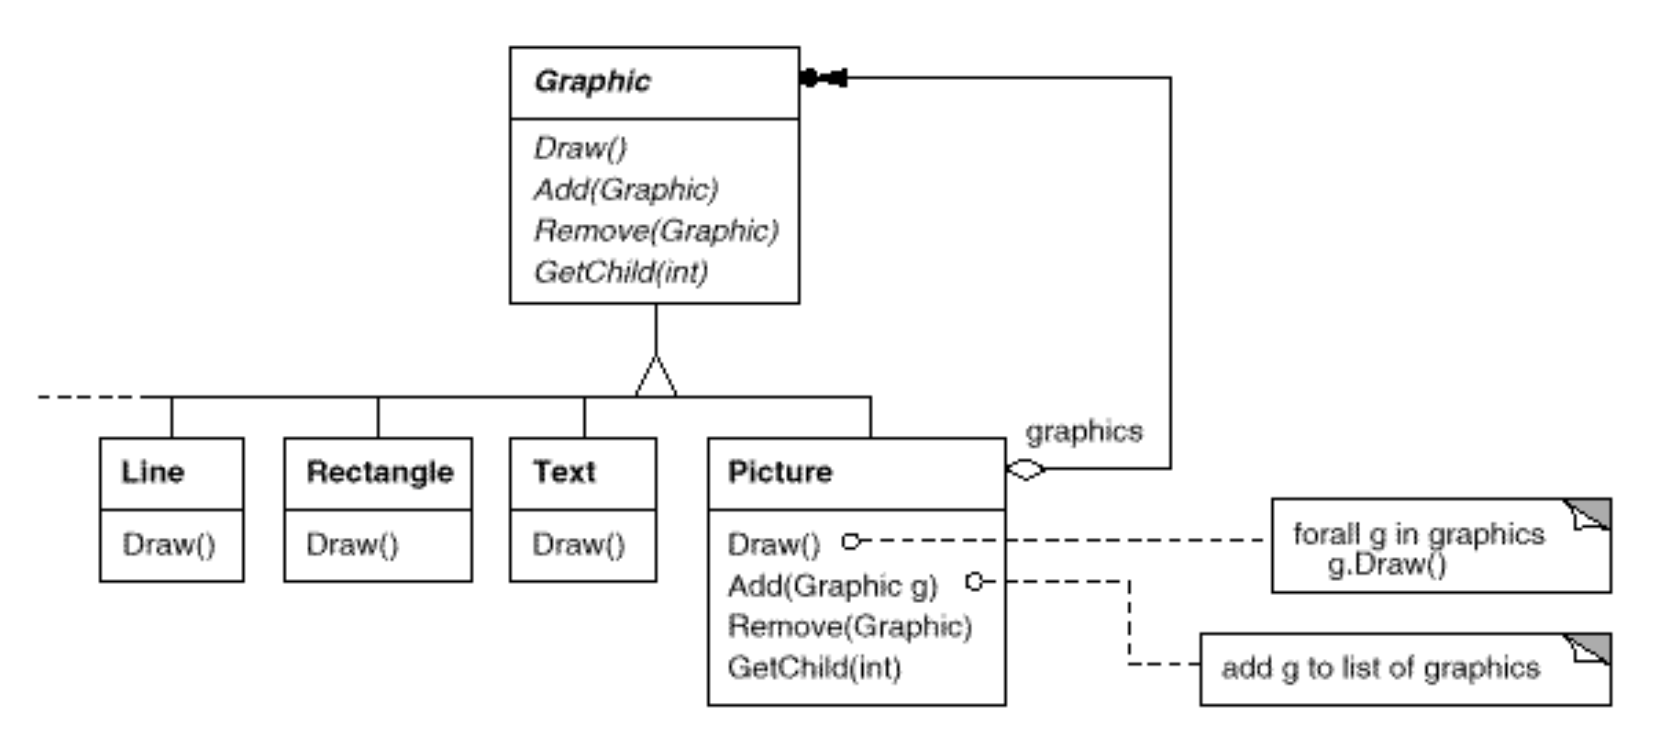 Graphic
Draw()
Add(Graphic)
Remove(Graphic)
GetChild(int)
graphics
Line
Draw()
Rectangle
Draw()
Text
Draw()
Picture
Draw()
Add(Graphic g)
Remove(Graphic)
GetChild(int)
forall g in graphics
g.Draw()
add g to list of graphics